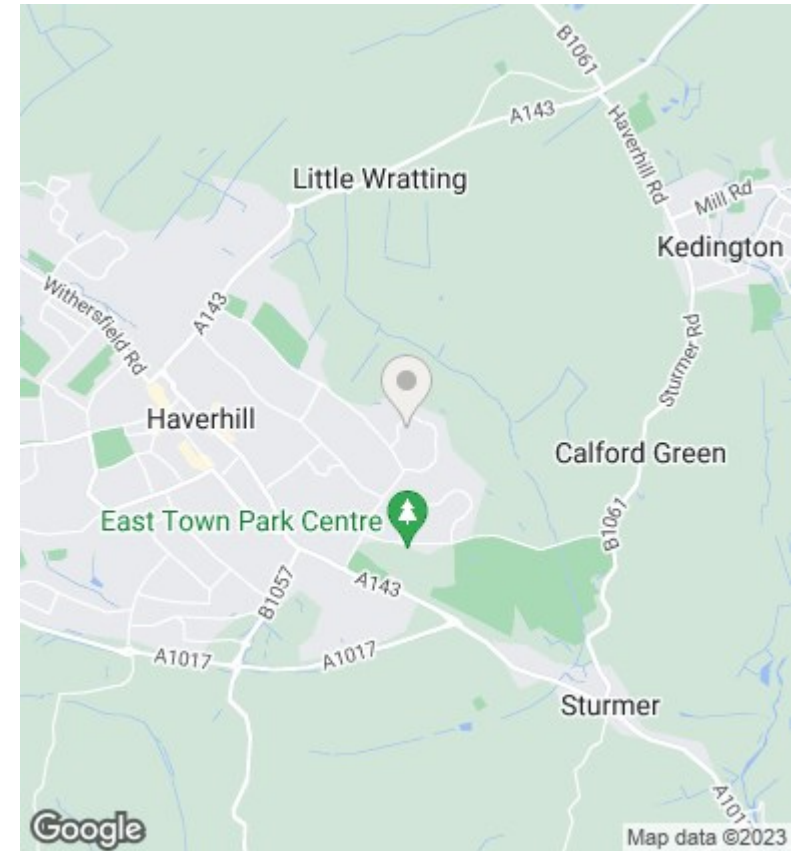 B1061
A143
Haverhill Rd
Little Wratting
Mill Rd
Kedington
Withersfield Rd
A143
Sturmer Rd
Haverhill
Calford Green
East Town Park Centre
B1061
B1057
A143
A1017
A1017
Sturmer
A1017
Google
Map data ©2023